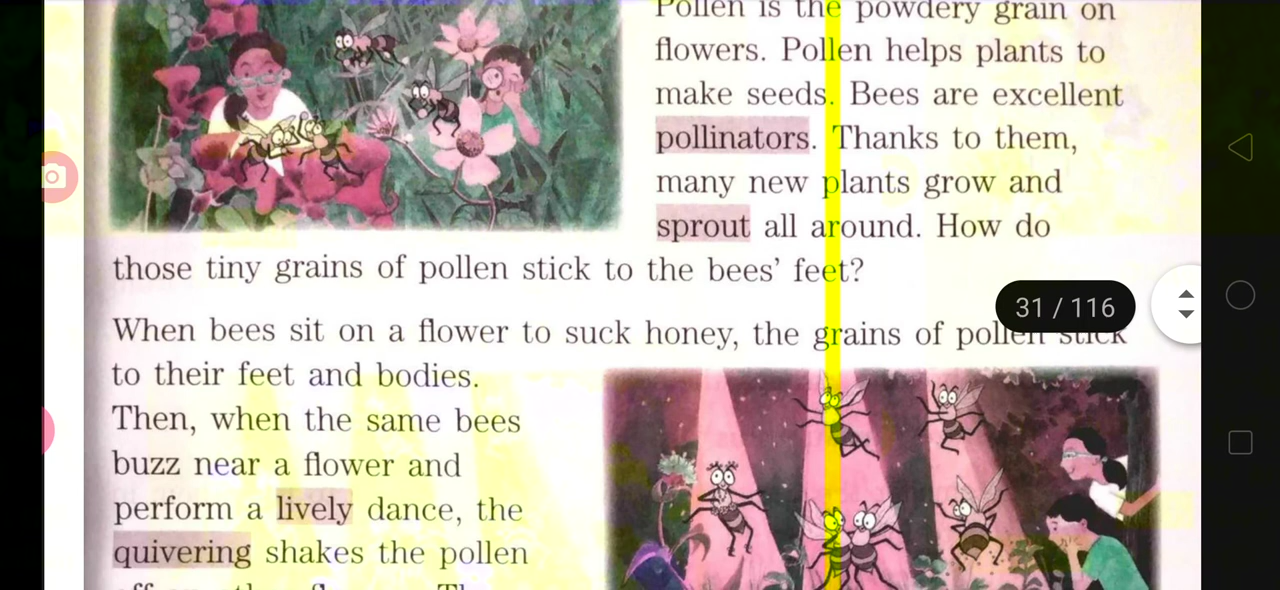 Pollen is the powdery grain on
flowers. Pollen helps plants to
make seeds. Bees are excellent
pollinators. Thanks to them,
many new plants grow and
sprout all around. How do
those tiny grains of pollen stick to the bees' feet?
When bees sit on a flower to suck honey, the grains of pollen stick
to their feet and bodies.
Then, when the same bees
buzz near a flower and
perform a lively dance, the
quivering shakes the pollen
31 / 116